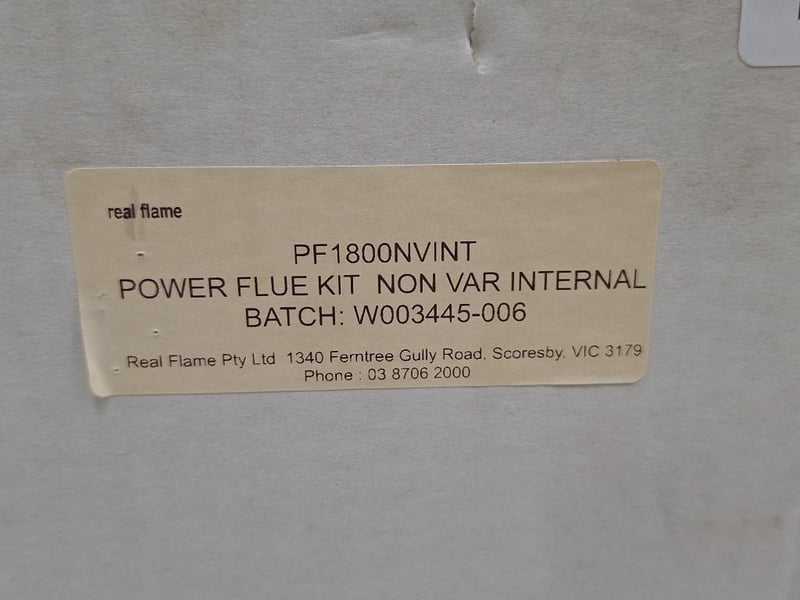 real flame
PF1800NVINT
POWER FLUE KIT  NON VAR INTERNAL
BATCH: W003445-006
Real Flame Pty Ltd  1340 Ferntree Gully Road, Scoresby, VIC 3179
Phone : 03 8706 2000